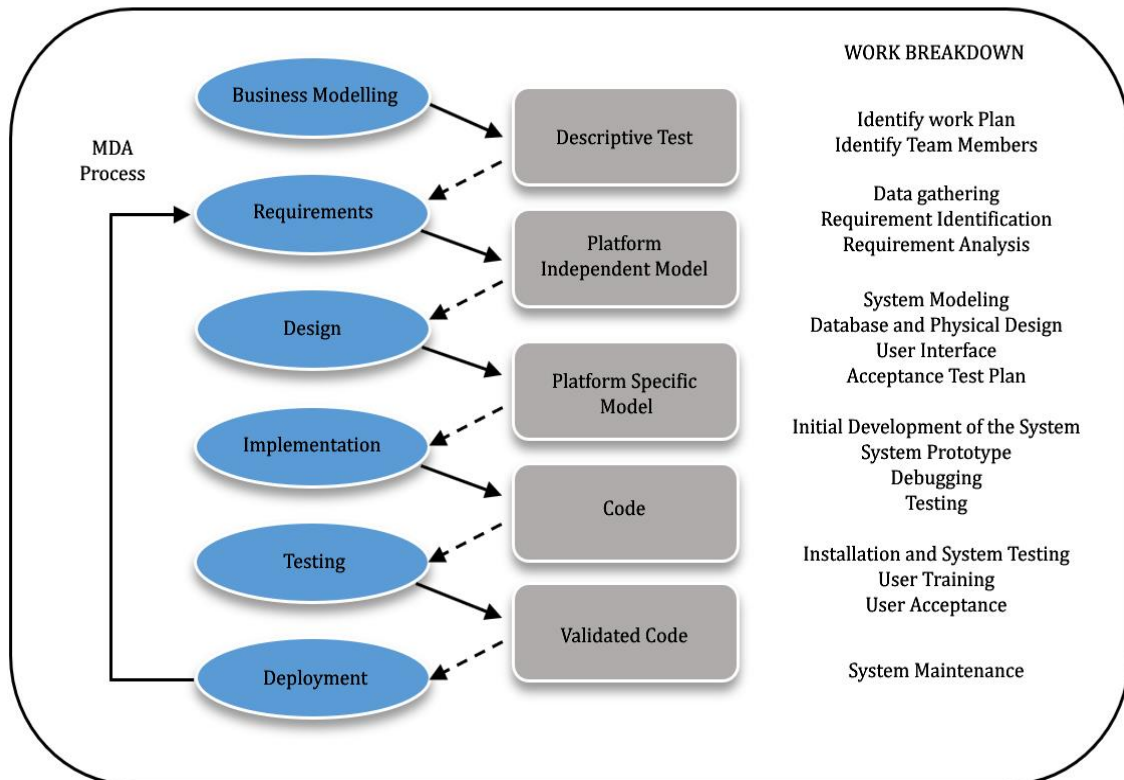 WORK BREAKDOWN
Business Modelling
Descriptive Test
Identify work Plan
Identify Team Members
MDA
Process
Requirements
Data gathering
Requirement Identification
Requirement Analysis
Platform
Independent Model
Design
System Modeling
Database and Physical Design
User Interface
Acceptance Test Plan
Platform Specific
Model
Implementation
Initial Development of the System
System Prototype
Debugging
Testing
Code
Testing
Installation and System Testing
User Training
User Acceptance
Validated Code
Deployment
System Maintenance